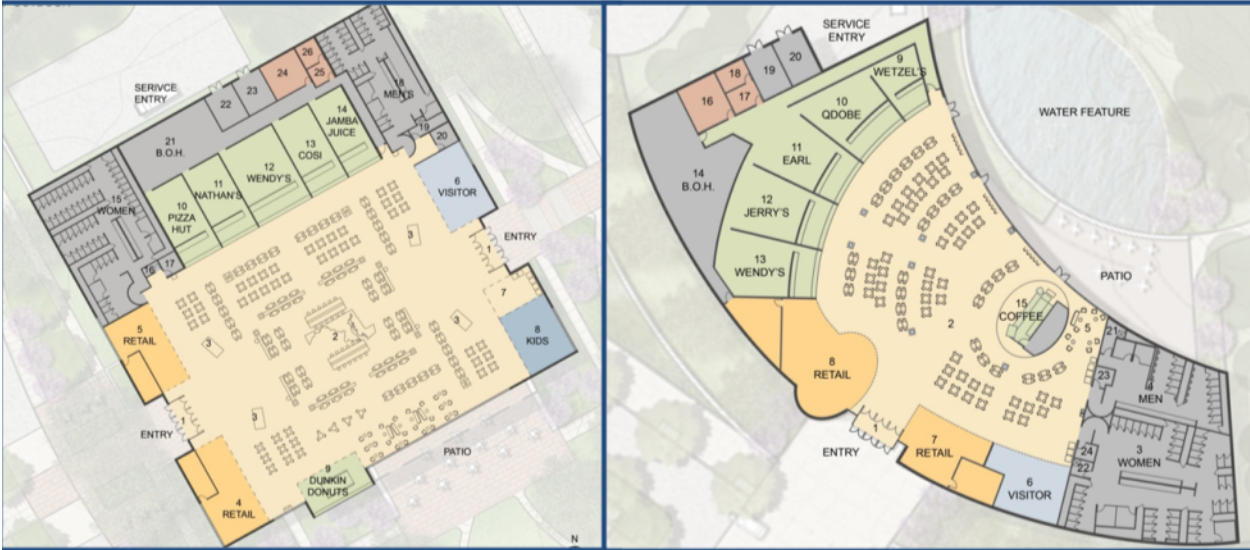 SERIVCE
ENTRY
26
24
25
23
22
18
MEN'S
14
JAMBA
JUICE
19
20
13
COSI
21
B.O.H.
12
WENDY'S
11
NATHAN'S
6
VISITOR
15
WOMEN
10
PIZZA
HUT
16
17
3
1
ENTRY
7
5
RETAIL
2
3
3
8
KIDS
3
1
ENTRY
PATIO
9
DUNKIN
DONUTS
4
RETAIL
N
SERVICE
ENTRY
20
19
18
9
WETZEL'S
16
17
10
QDOBE
WATER FEATURE
11
EARL
14
B.O.H.
12
JERRY'S
13
WENDY'S
PATIO
15
COFFEE
2
5
21
8
RETAIL
23
4
MEN
1
ENTRY
7
RETAIL
24
22
3
WOMEN
6
VISITOR